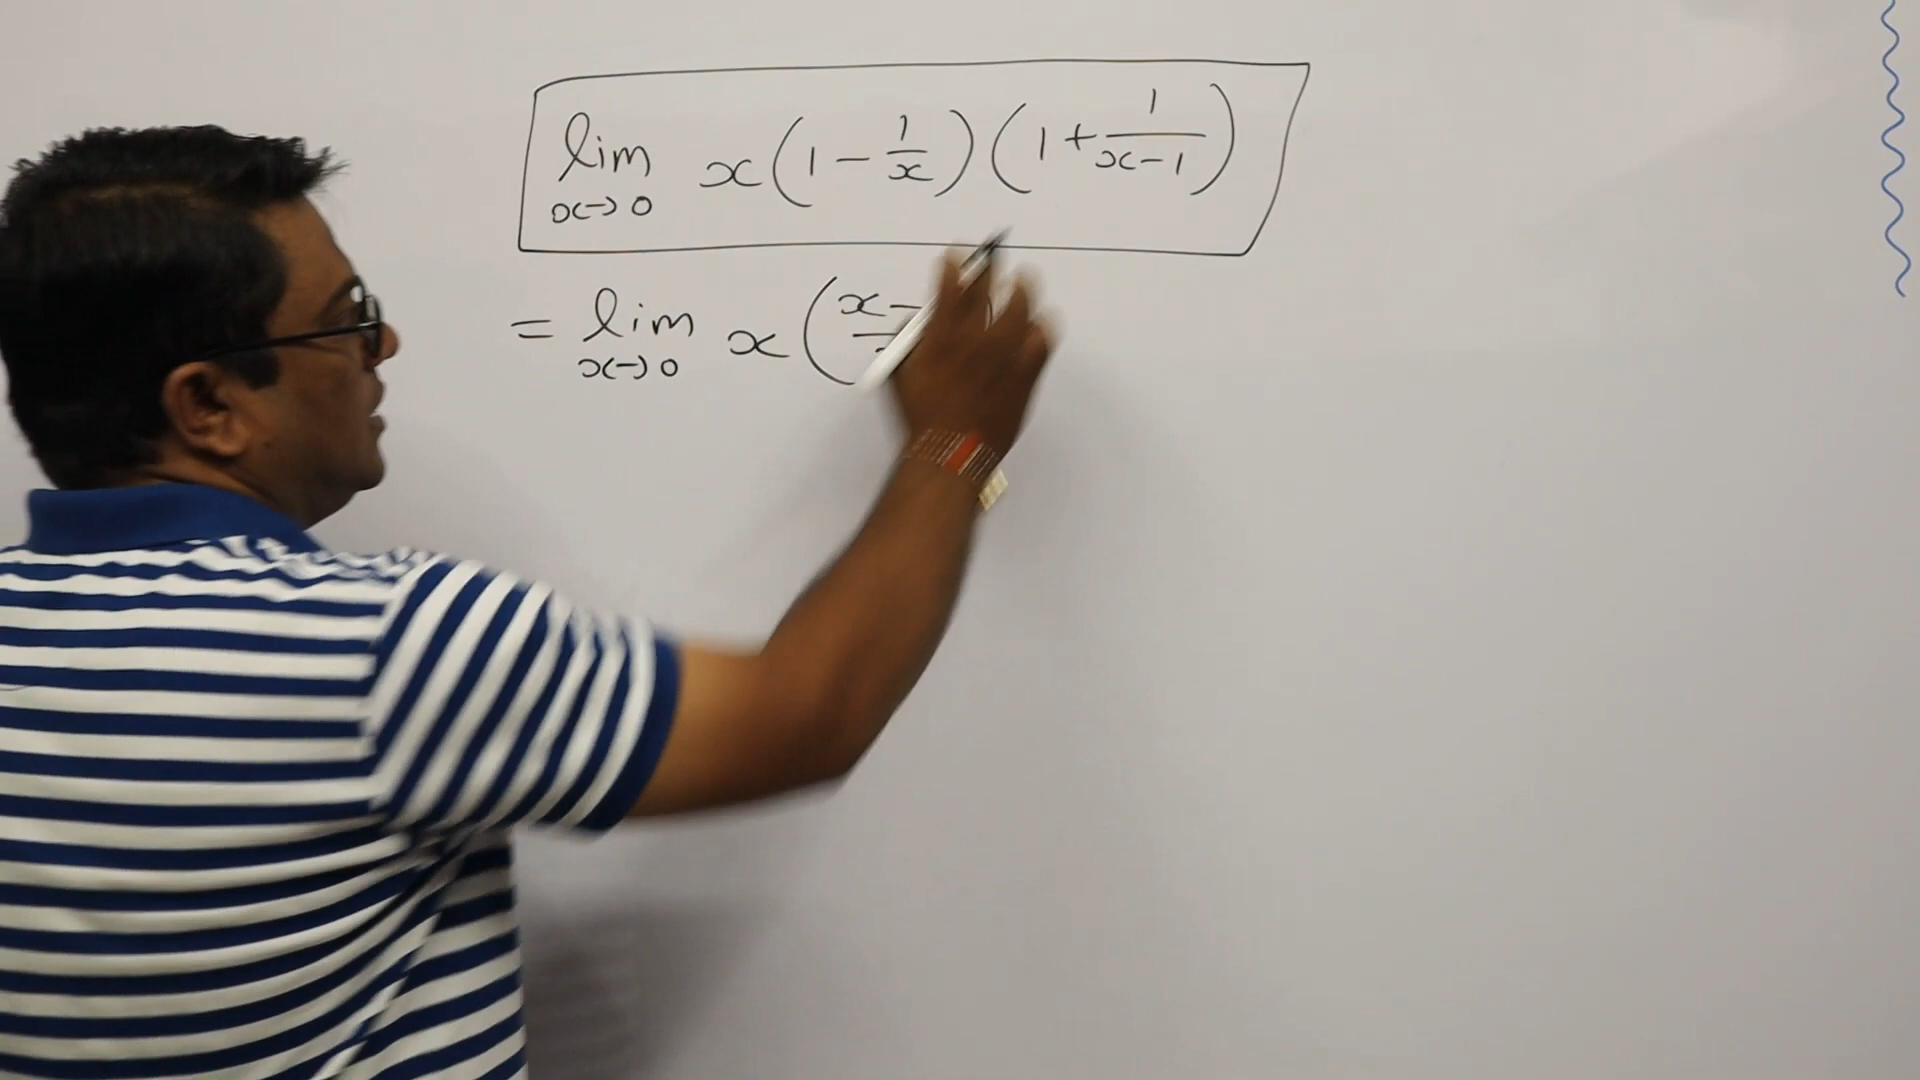 lim x→0 x(1 - 1/x)(1 + 1/(x-1))
= lim x→0 x(x-